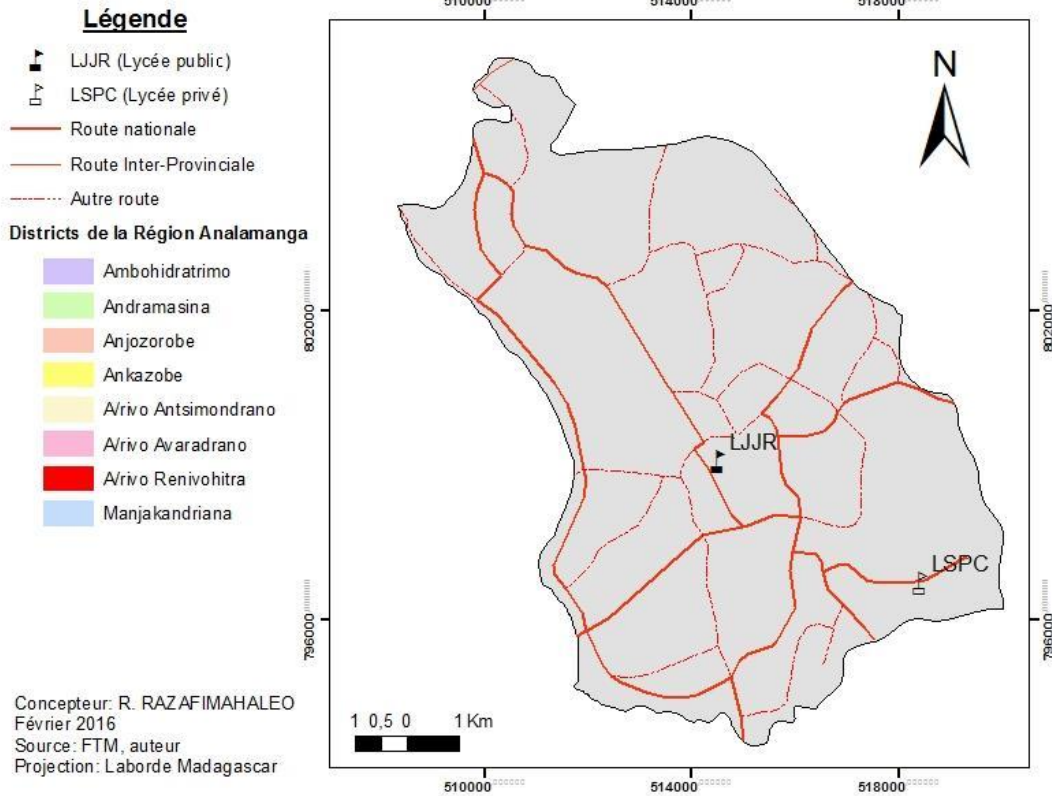 Légende
LJJR (Lycée public)
LSPC (Lycée privé)
Route nationale
Route Inter-Provinciale
Autre route
Districts de la Région Analamanga
Ambohidratrimo
Andramasina
Anjozorobe
Ankazobe
A/rivo Antsimondrano
A/rivo Avaradrano
A/rivo Renivohitra
Manjakandriana
Concepteur: R. RAZAFIMAHALEO
Février 2016
Source: FTM, auteur
Projection: Laborde Madagascar
510000 514000 518000
N
802000 802000
LJJR
LSPC
796000 796000
1 0,5 0 1 Km
510000 514000 518000